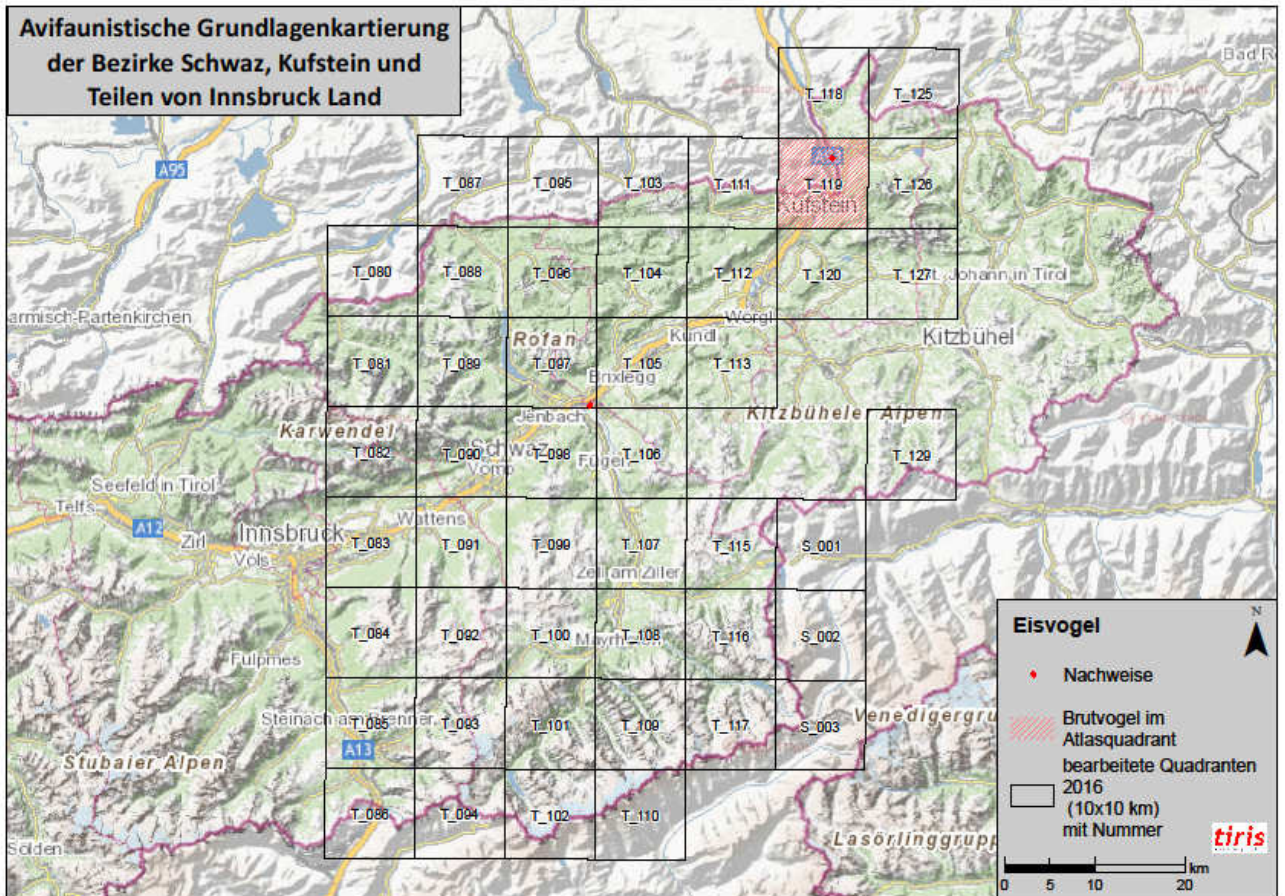 Avifaunistische Grundlagenkartierung
der Bezirke Schwaz, Kufstein und
Teilen von Innsbruck Land
T_118
T_125
A95
T_087
T_095
T_103
T_111
T_119
T_126
Kufstein
T_080
T_088
T_096
T_104
T_112
T_120
T_127
t. Johann in Tirol
armisch-Partenkirchen
Wörgl
Kundl
Rofan
Kitzbühel
T_081
T_089
T_097
T_105
T_113
Brixlegg
Jenbach
Kitzbüheler Alpen
Karwendel
Schwaz
T_082
T_090
T_098
T_106
T_129
Vomp
Fügen
Seefeld in Tirol
Telfs
A12
Wattens
Zirl
Innsbruck
Völs
T_083
T_091
T_099
T_107
T_115
S_001
Zell am Ziller
T_084
T_092
T_100
T_108
T_116
S_002
Fulpmes
Steinach am Brenner
T_085
T_093
T_101
T_109
T_117
S_003
Venedigergru
A13
Stubaier Alpen
T_086
T_094
T_102
T_110
Sölden
Lasörlinggrupp
Eisvogel
N
Nachweise
Brutvogel im
Atlasquadrant
bearbeitete Quadranten
2016
(10x10 km)
mit Nummer
tiris
km
0 5 10 20